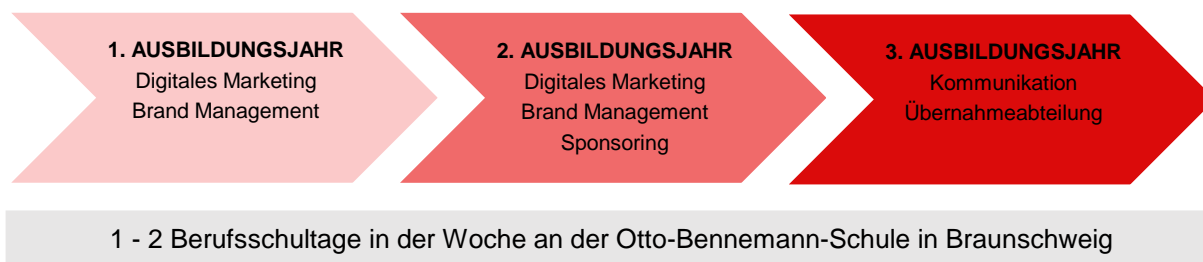 1. AUSBILDUNGSJAHR
Digitales Marketing
Brand Management
2. AUSBILDUNGSJAHR
Digitales Marketing
Brand Management
Sponsoring
3. AUSBILDUNGSJAHR
Kommunikation
Übernahmeabteilung
1 - 2 Berufsschultage in der Woche an der Otto-Bennemann-Schule in Braunschweig